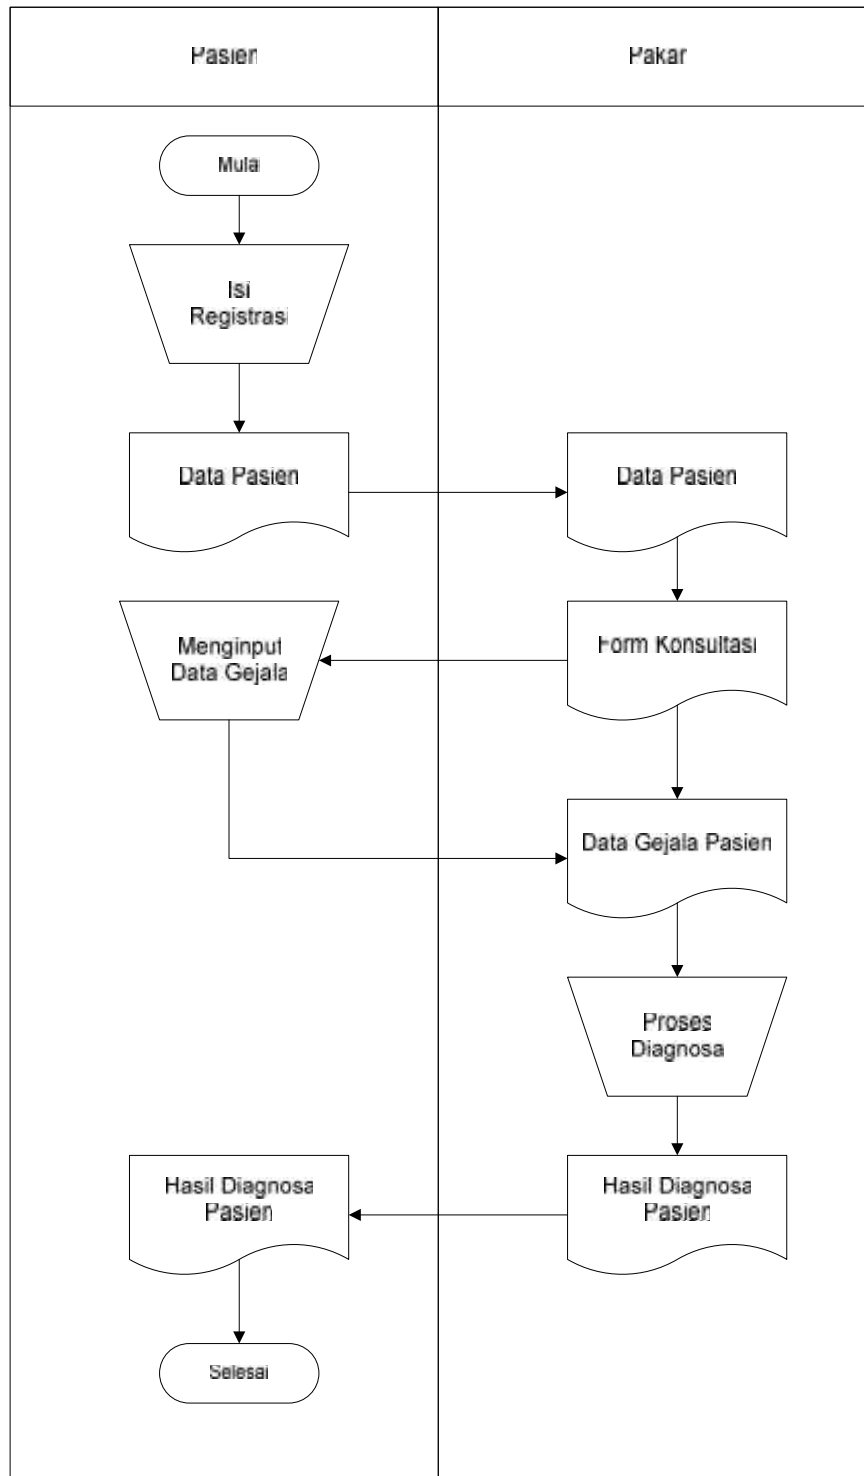 Pasien
Pakar
Mulai
Isi
Registrasi
Data Pasien
Data Pasien
Menginput
Data Gejala
Form Konsultasi
Data Gejala Pasien
Proses
Diagnosa
Hasil Diagnosa
Pasien
Hasil Diagnosa
Pasien
Selesai